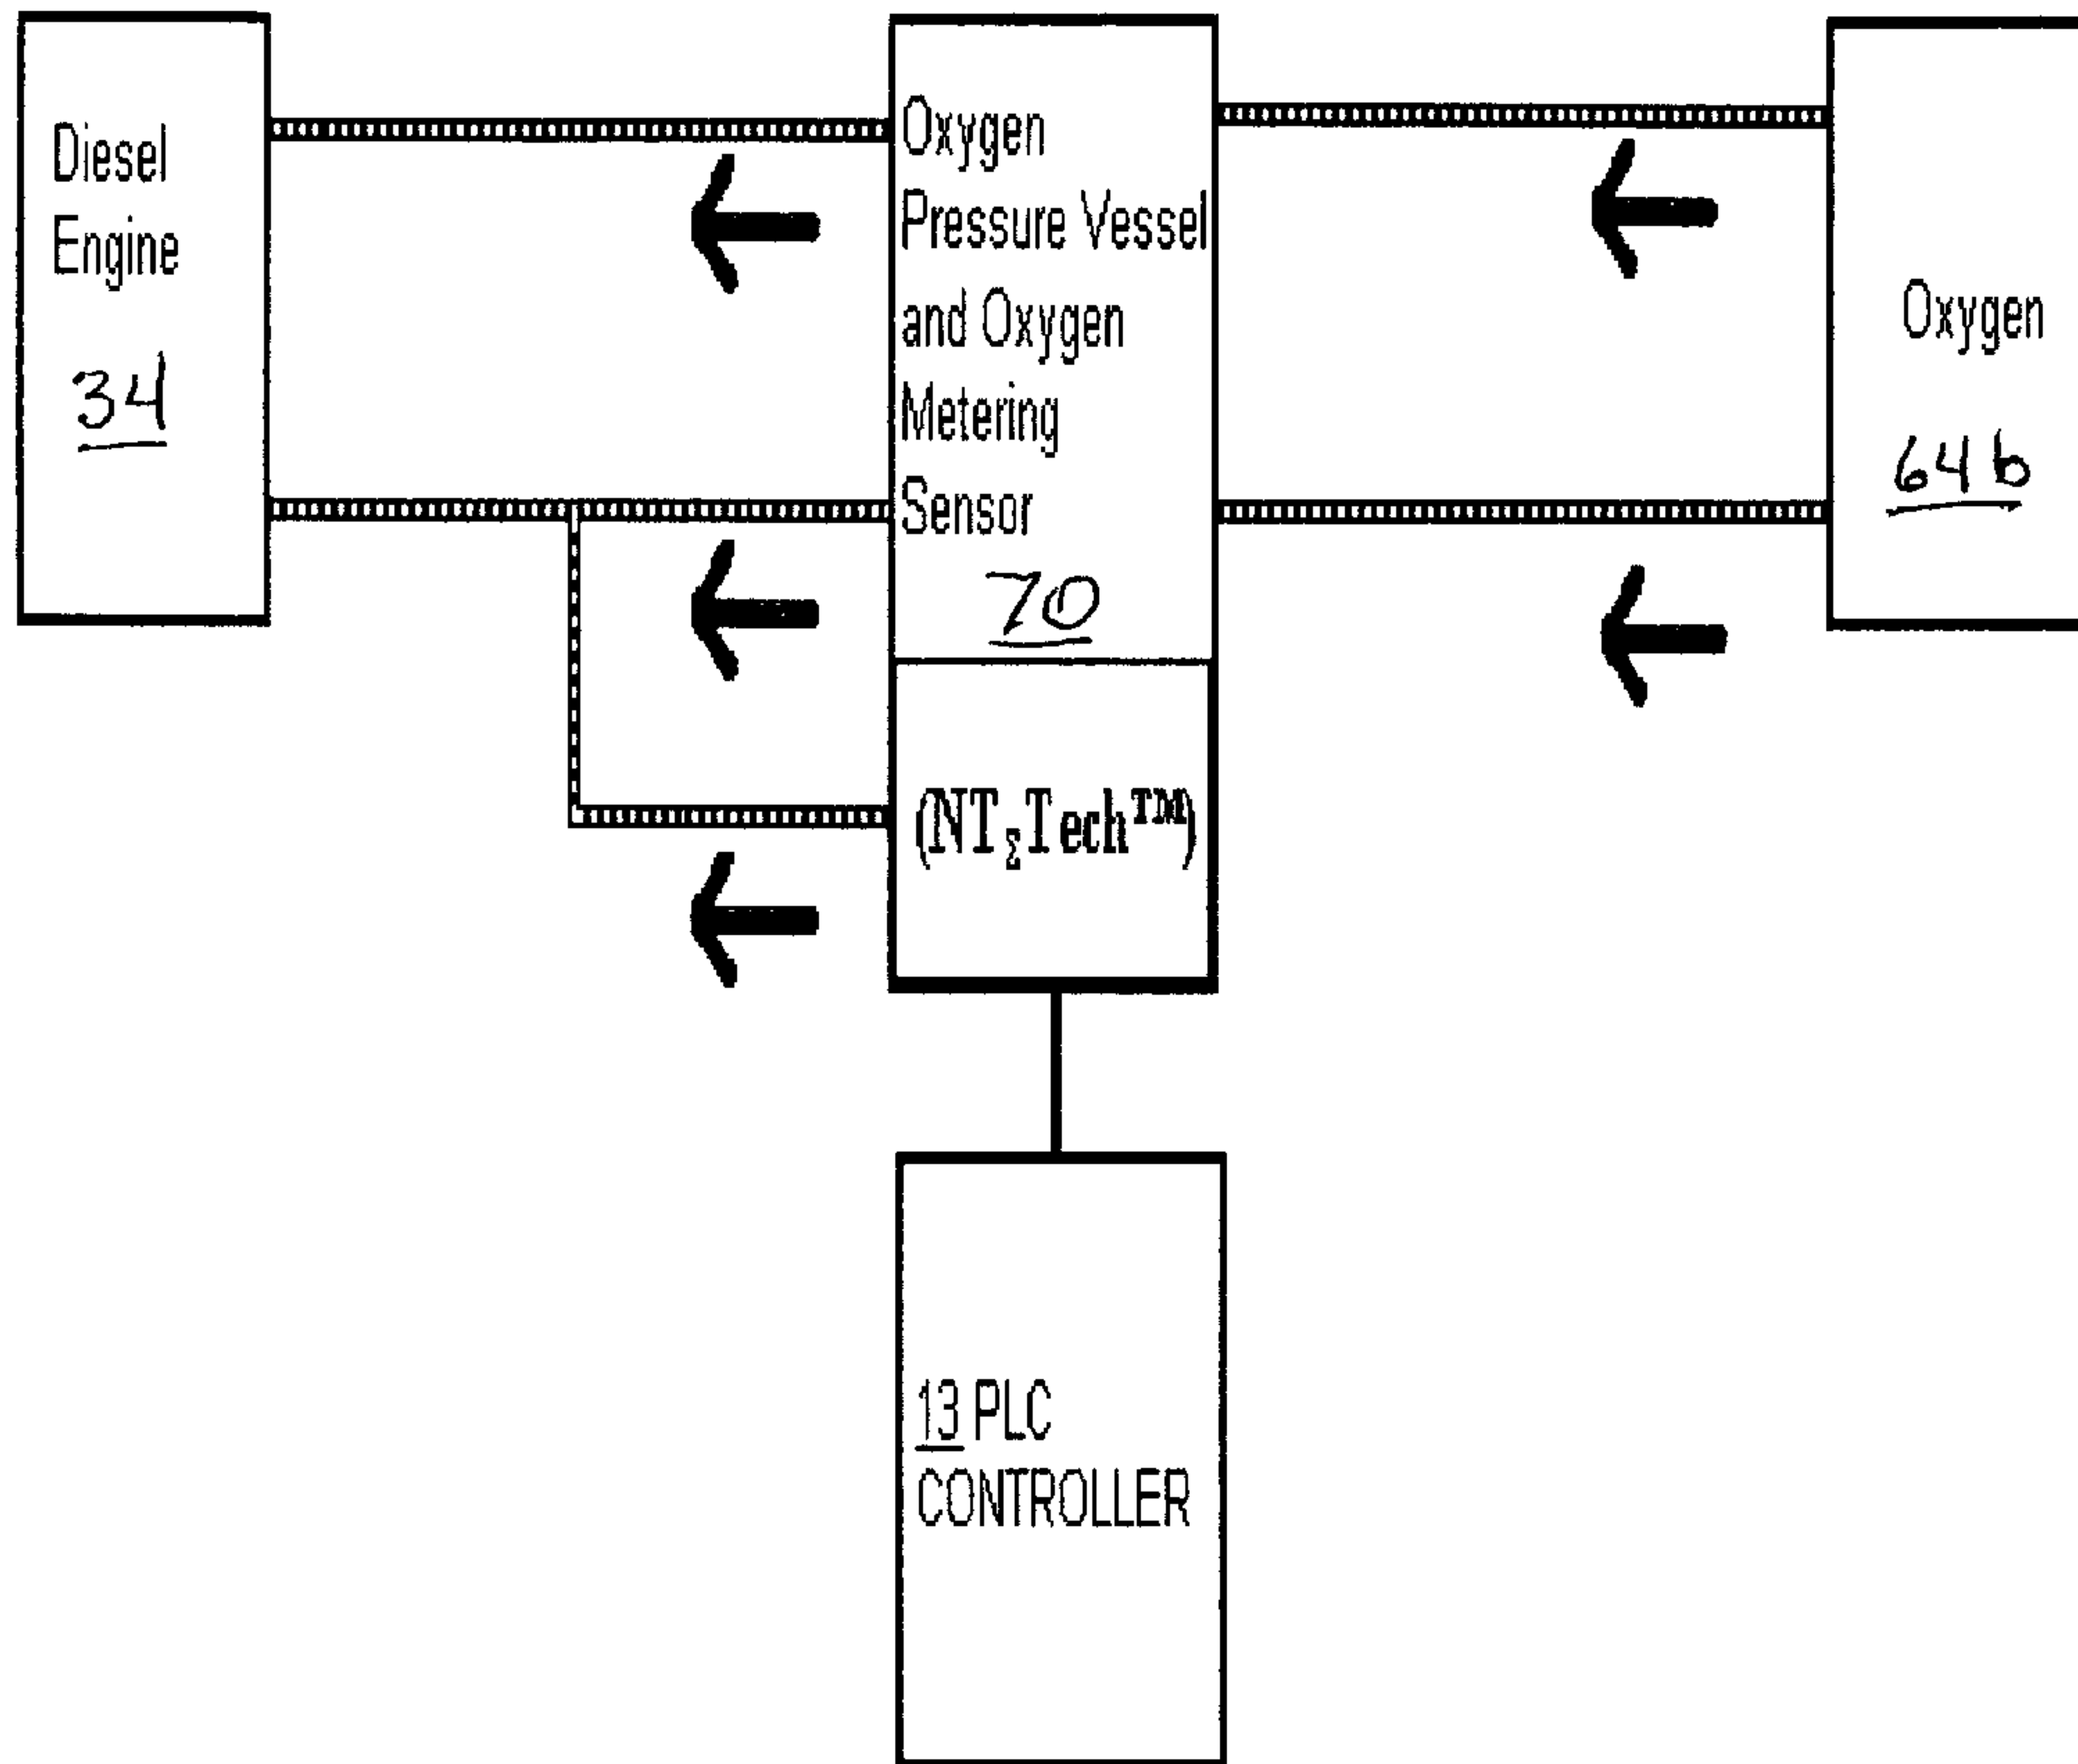 Diesel
Engine
34
Oxygen
Pressure Vessel
and Oxygen
Metering
Sensor
70
(NT₂Tech™)
Oxygen
64b
13 PLC
CONTROLLER